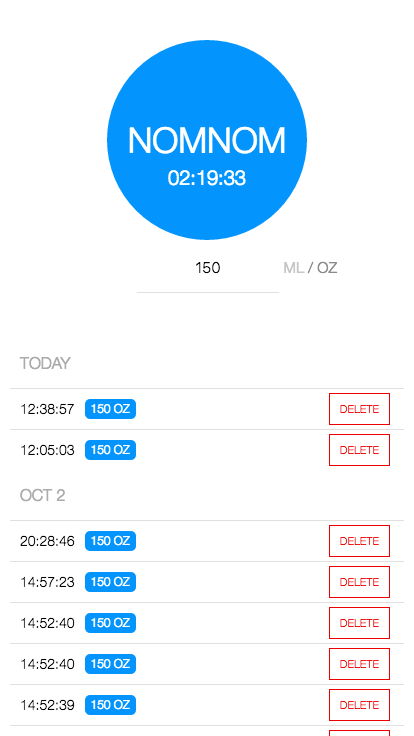 NOMNOM
02:19:33
150 ML / OZ
TODAY
12:38:57 150 OZ DELETE
12:05:03 150 OZ DELETE
OCT 2
20:28:46 150 OZ DELETE
14:57:23 150 OZ DELETE
14:52:40 150 OZ DELETE
14:52:40 150 OZ DELETE
14:52:39 150 OZ DELETE